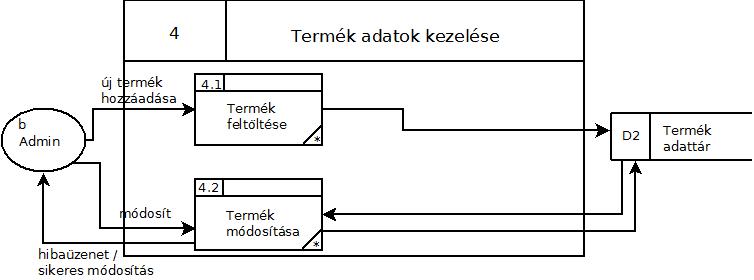 4
Termék adatok kezelése
új termék
hozzáadása
4.1
Termék
feltöltése
*
b
Admin
D2
Termék
adattár
4.2
módosít
Termék
módosítása
*
hibaüzenet /
sikeres módosítás